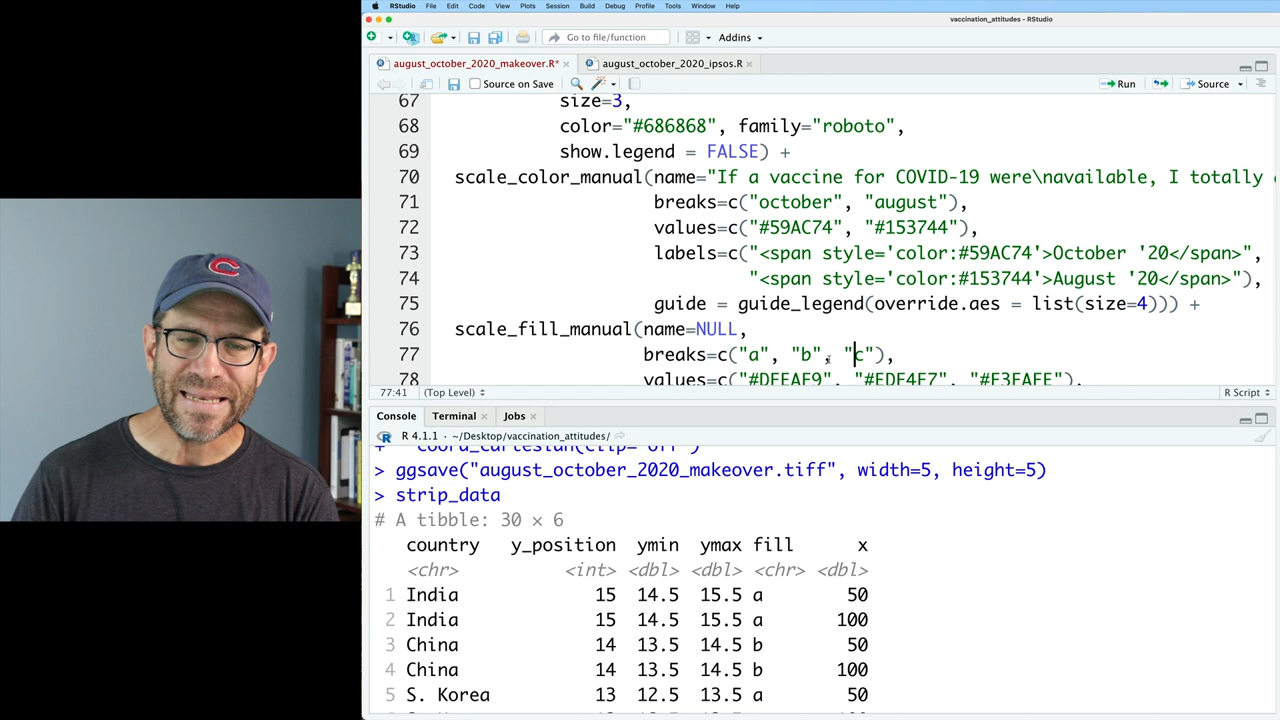 RStudio File Edit Code View Plots Session Build Debug Profile Tools Window Help
vaccination_attitudes - RStudio
Go to file/function Addins
august_october_2020_makeover.R* august_october_2020_ipsos.R
Source on Save Run Source
67 size=3,
68 color="#686868", family="roboto",
69 show.legend = FALSE) +
70 scale_color_manual(name="If a vaccine for COVID-19 were\navailable, I totally
71 breaks=c("october", "august"),
72 values=c("#59AC74", "#153744"),
73 labels=c("<span style='color:#59AC74'>October '20</span>",
74 "<span style='color:#153744'>August '20</span>"),
75 guide = guide_legend(override.aes = list(size=4))) +
76 scale_fill_manual(name=NULL,
77 breaks=c("a", "b", "c"),
78 values=c("#DEEAF9", "#EDF4F7", "#F3FAFE"),
77:41 (Top Level) R Script
Console Terminal Jobs
R 4.1.1 · ~/Desktop/vaccination_attitudes/
+ coord_cartesian(clip="off")
> ggsave("august_october_2020_makeover.tiff", width=5, height=5)
> strip_data
# A tibble: 30 × 6
country y_position ymin ymax fill x
<chr> <int> <dbl> <dbl> <chr> <dbl>
1 India 15 14.5 15.5 a 50
2 India 15 14.5 15.5 a 100
3 China 14 13.5 14.5 b 50
4 China 14 13.5 14.5 b 100
5 S. Korea 13 12.5 13.5 a 50